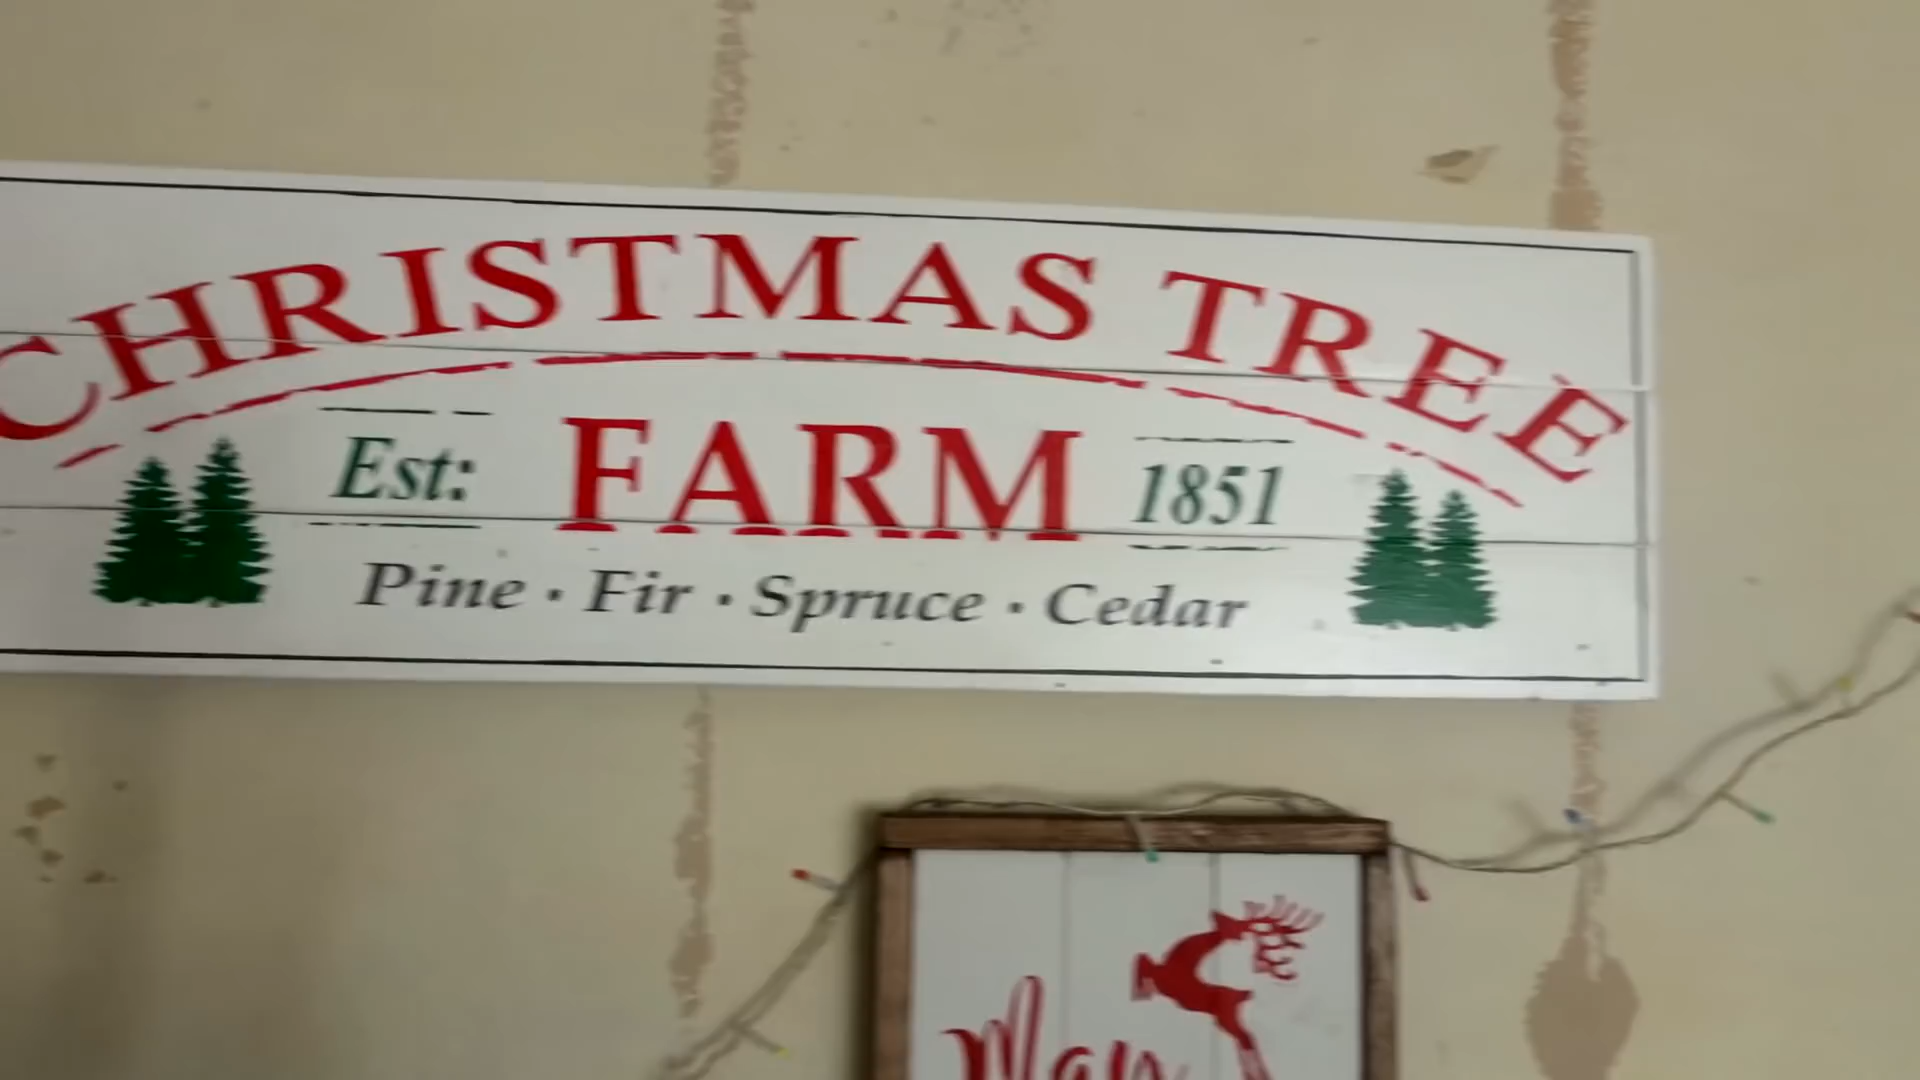 CHRISTMAS TREE
Est: FARM 1851
Pine · Fir · Spruce · Cedar